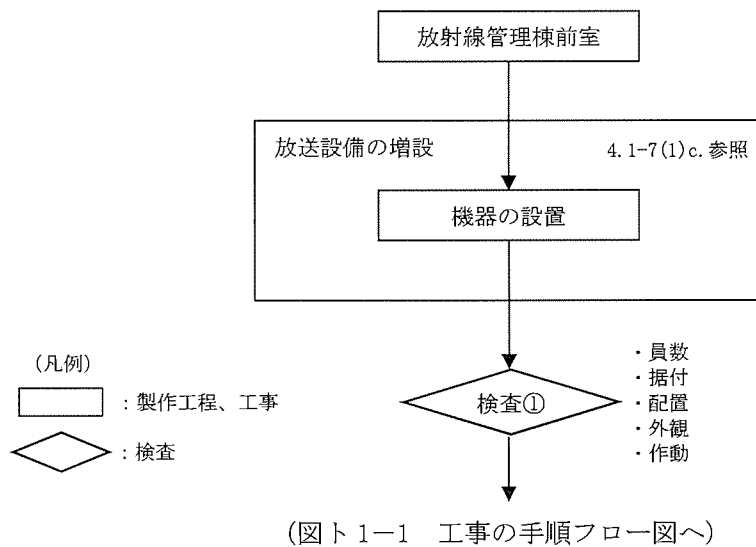 放射線管理棟前室
放送設備の増設
4.1-7(1)c.参照
機器の設置
検査①
・員数
・据付
・配置
・外観
・作動
(凡例)
：製作工程、工事
：検査
(図ト1－1　工事の手順フロー図へ)